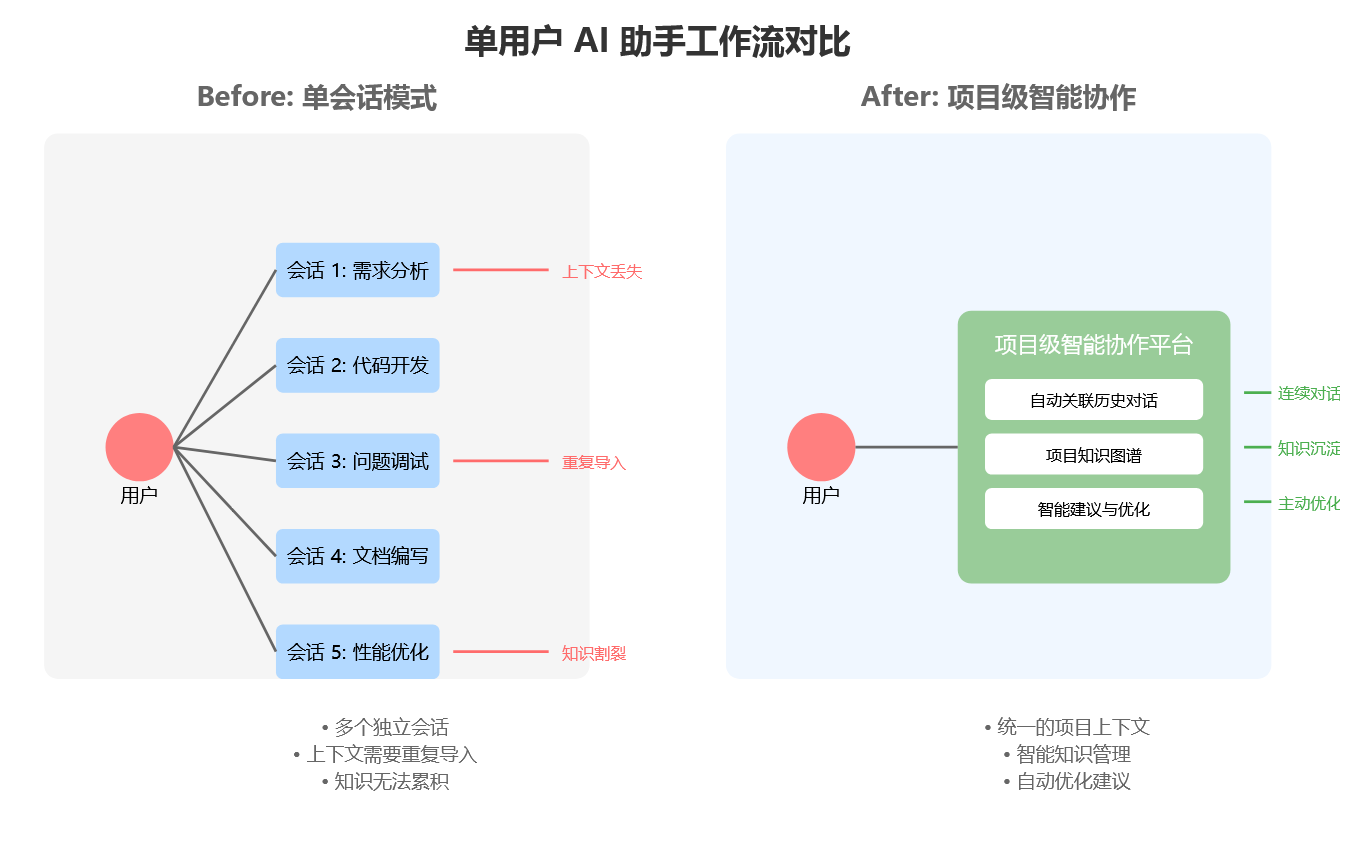 单用户 AI 助手工作流对比
Before: 单会话模式
会话 1: 需求分析
上下文丢失
会话 2: 代码开发
会话 3: 问题调试
重复导入
用户
会话 4: 文档编写
会话 5: 性能优化
知识割裂
• 多个独立会话
• 上下文需要重复导入
• 知识无法累积
After: 项目级智能协作
项目级智能协作平台
自动关联历史对话
连续对话
项目知识图谱
知识沉淀
用户
智能建议与优化
主动优化
• 统一的项目上下文
• 智能知识管理
• 自动优化建议